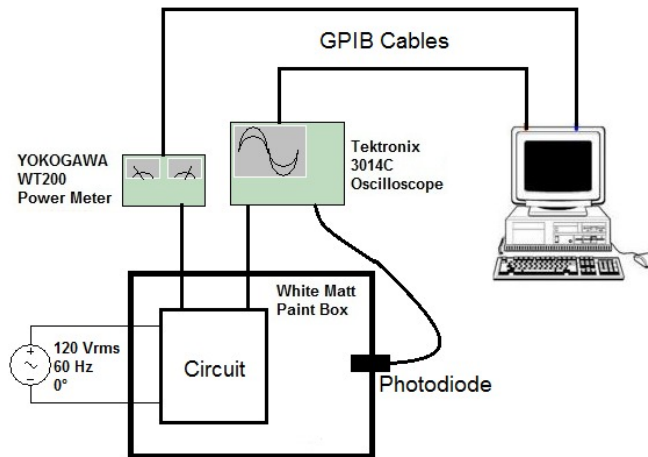 GPIB Cables
YOKOGAWA
WT200
Power Meter
Tektronix
3014C
Oscilloscope
White Matt
Paint Box
120 Vrms
60 Hz
0°
Circuit
Photodiode